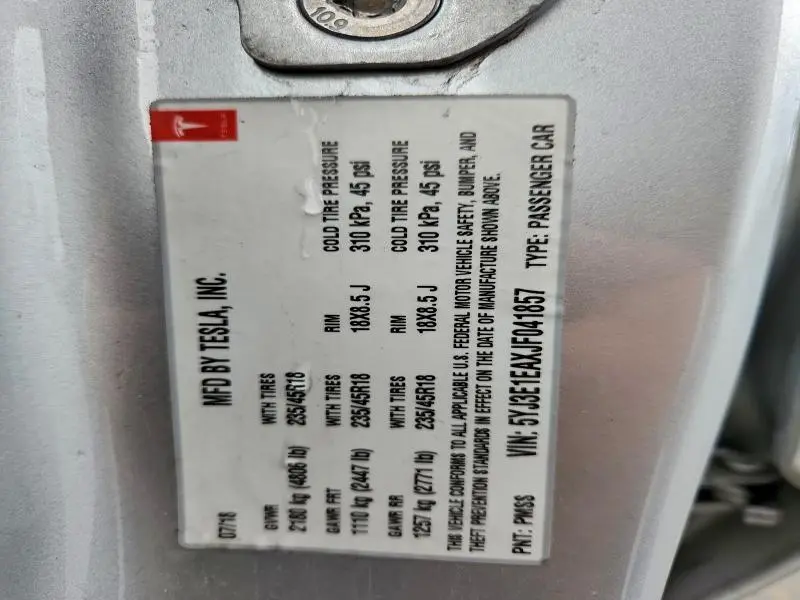 10.9
TESLA
MFD BY TESLA, INC.
07/18
GVWR WITH TIRES
2180 kg (4806 lb) 235/45R18
GAWR FRT WITH TIRES RIM COLD TIRE PRESSURE
1110 kg (2447 lb) 235/45R18 18X8.5 J 310 kPa, 45 psi
GAWR RR WITH TIRES RIM COLD TIRE PRESSURE
1257 kg (2771 lb) 235/45R18 18X8.5 J 310 kPa, 45 psi
THIS VEHICLE CONFORMS TO ALL APPLICABLE U.S. FEDERAL MOTOR VEHICLE SAFETY, BUMPER, AND
THEFT PREVENTION STANDARDS IN EFFECT ON THE DATE OF MANUFACTURE SHOWN ABOVE.
PNT: PMSS VIN: 5YJ3E1EAXJF041857 TYPE: PASSENGER CAR